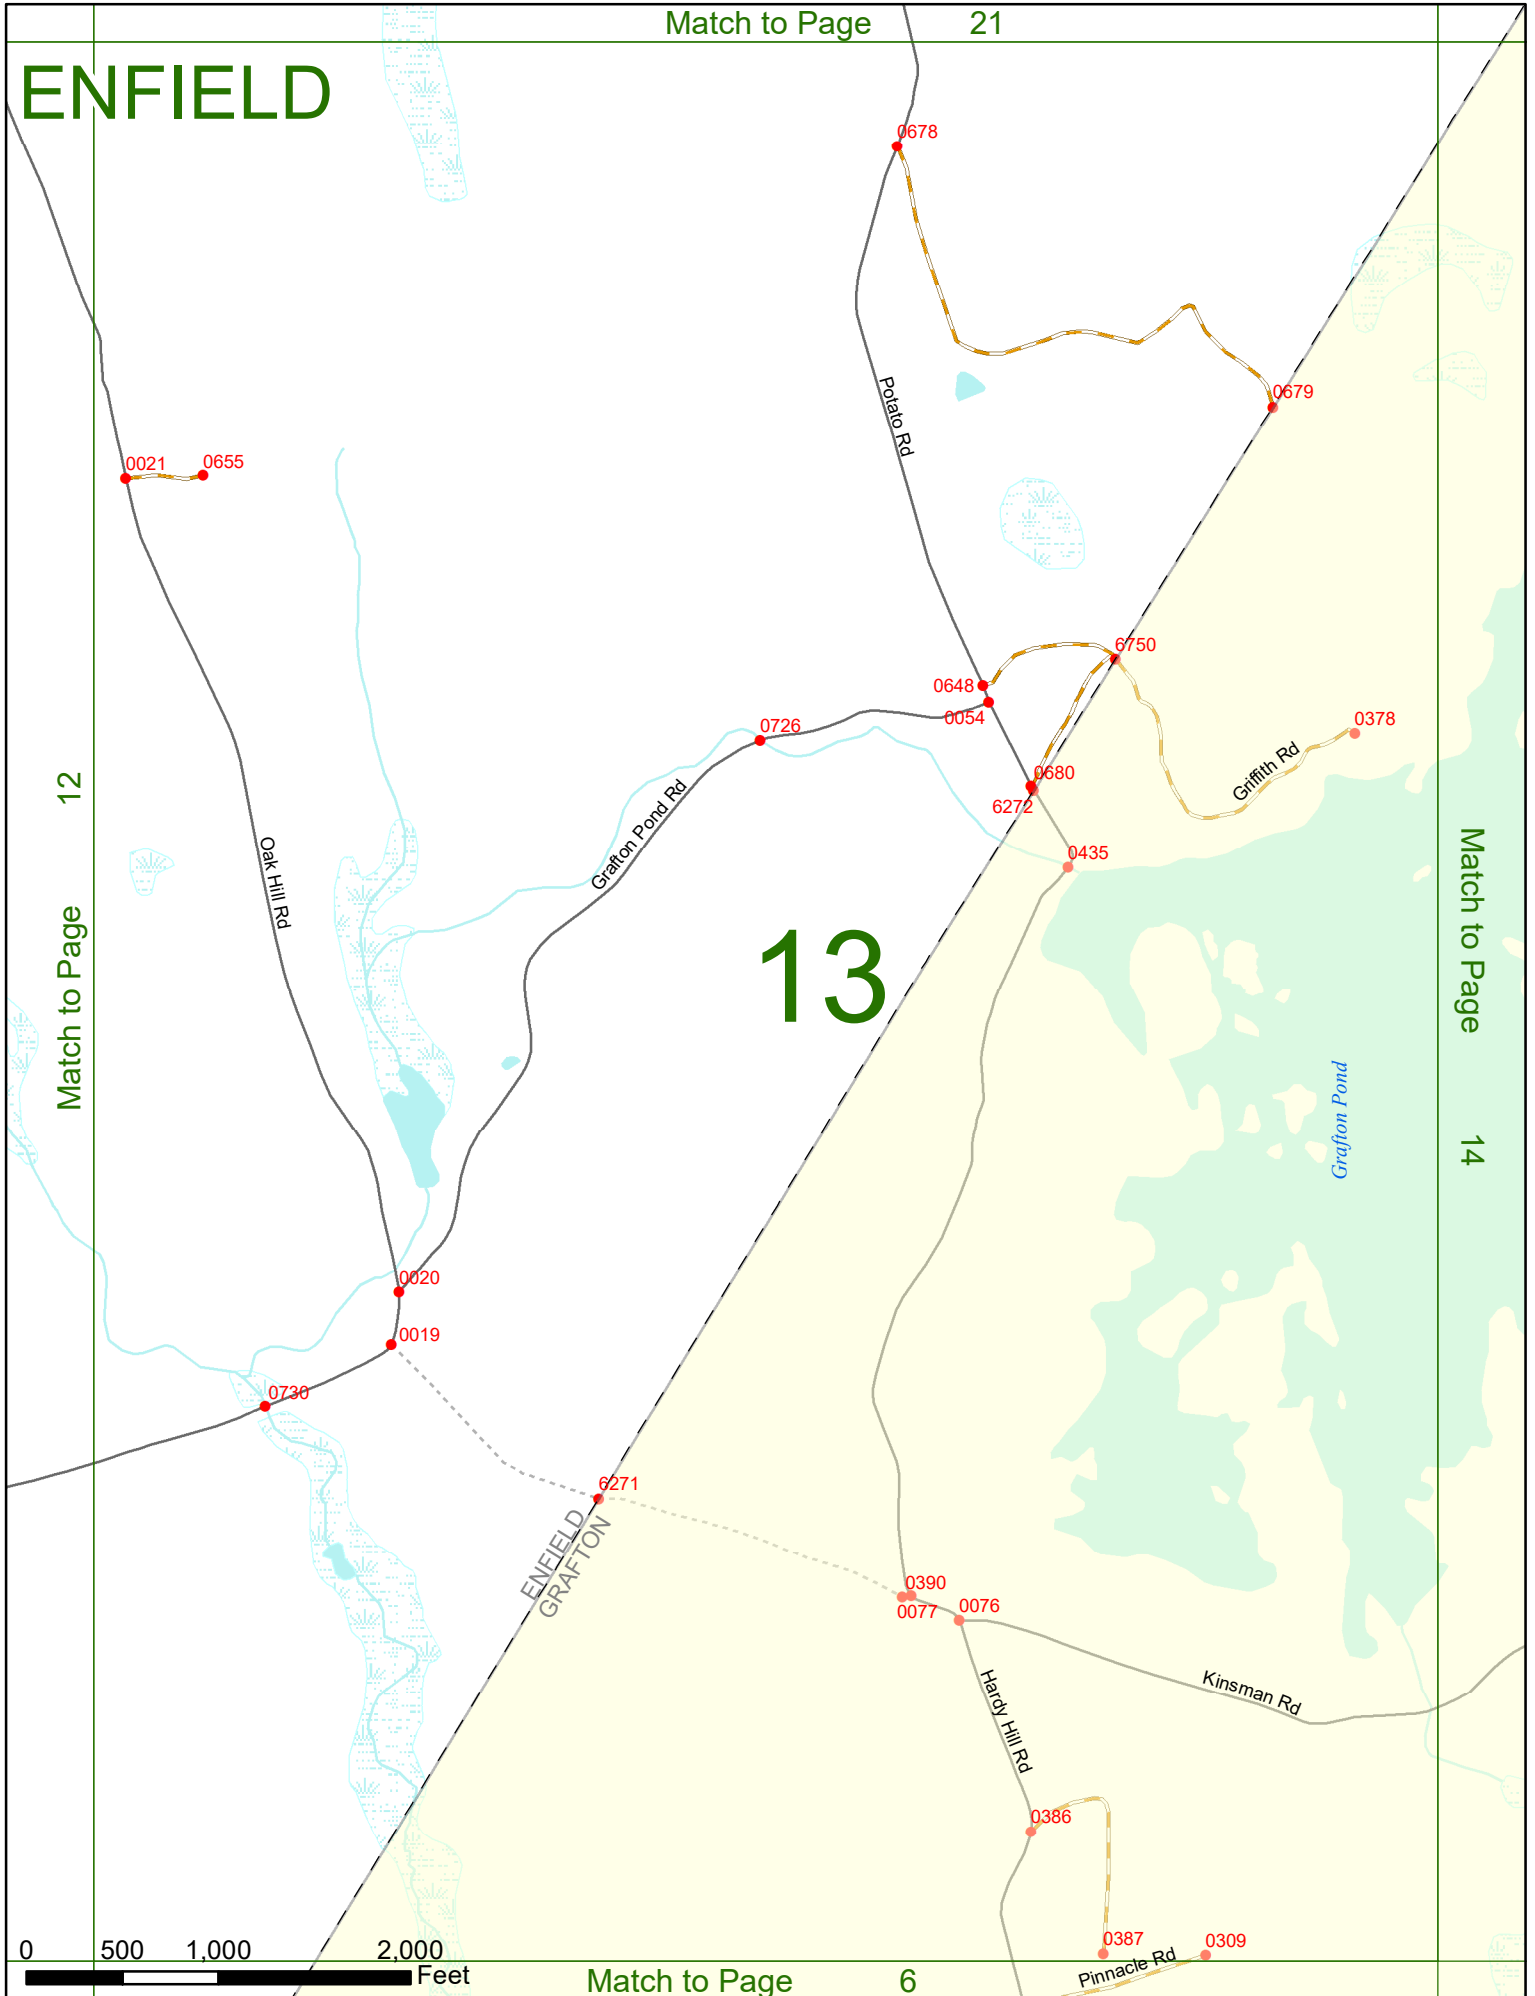 Match to Page 21
ENFIELD
0678
0679
Potato Rd
0021
0655
6750
0648
0054
0378
0726
Griffith Rd
0680
6272
12
Match to Page
Grafton Pond Rd
Oak Hill Rd
0435
Match to Page
14
13
Grafton Pond
0020
0019
0730
6271
ENFIELD
GRAFTON
0390
0077
0076
Hardy Hill Rd
Kinsman Rd
0386
0387
0309
Pinnacle Rd
0 500 1,000 2,000
Feet
Match to Page 6